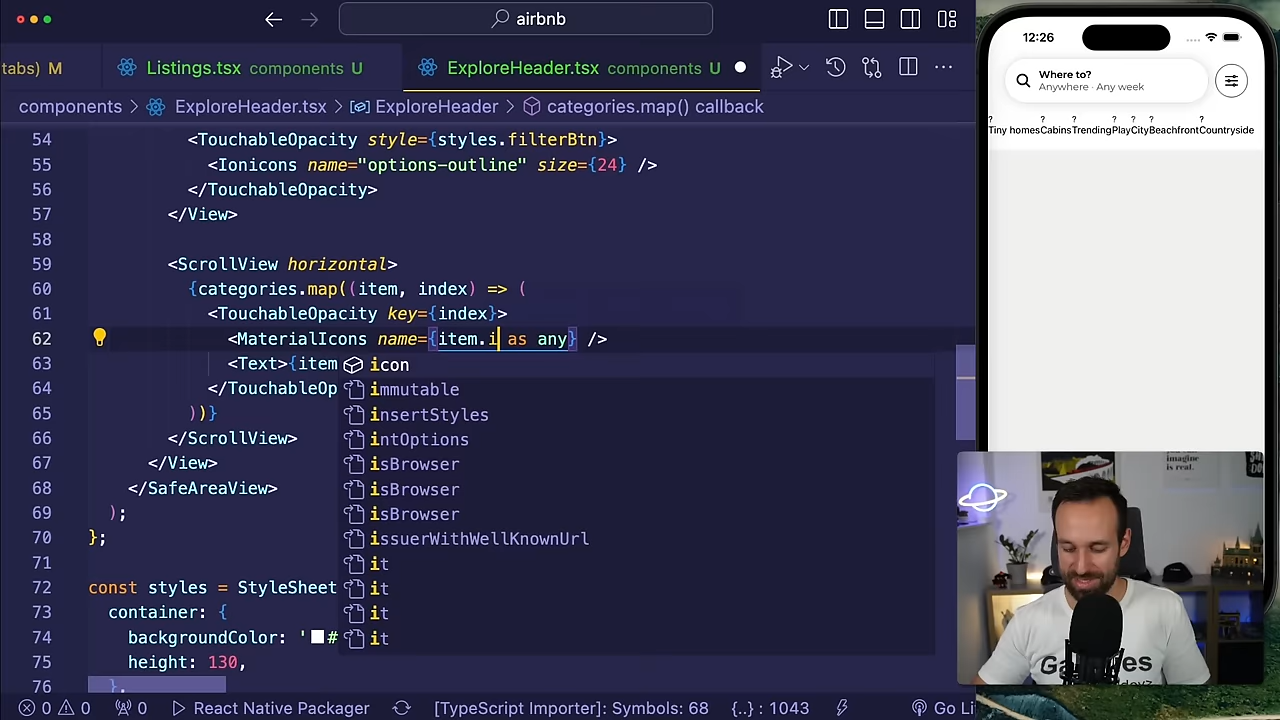 airbnb
tabs) M
Listings.tsx components U
ExploreHeader.tsx components U
components > ExploreHeader.tsx > ExploreHeader > categories.map() callback
54 <TouchableOpacity style={styles.filterBtn}>
55 <Ionicons name="options-outline" size={24} />
56 </TouchableOpacity>
57 </View>
58
59 <ScrollView horizontal>
60 {categories.map((item, index) => (
61 <TouchableOpacity key={index}>
62 <MaterialIcons name={item.i as any} />
63 <Text>{item
64 </TouchableOp
65 ))}
66 </ScrollView>
67 </View>
68 </SafeAreaView>
69 );
70 };
71
72 const styles = StyleSheet
73 container: {
74 backgroundColor: '#
75 height: 130,
76 },
icon
immutable
insertStyles
intOptions
isBrowser
isBrowser
isBrowser
issuerWithWellKnownUrl
it
it
it
it
0 0 0 React Native Packager [TypeScript Importer]: Symbols: 68 {..} : 1043 Go Li
12:26
Where to?
Anywhere · Any week
? ? ? ? ? ? ?
Tiny homes Cabins Trending Play City Beachfront Countryside
imagine
is real.